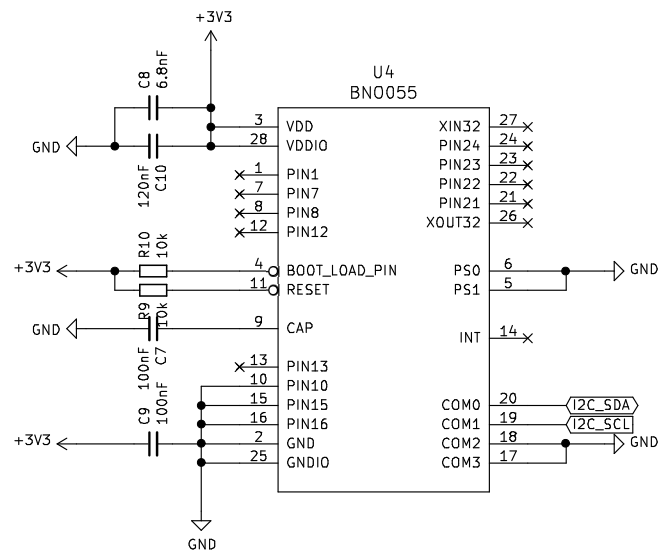 +3V3
C8
6.8nF
U4
BNO055
GND
120nF
C10
3 VDD
28 VDDIO
1 PIN1
7 PIN7
8 PIN8
12 PIN12
XIN32 27
PIN24 24
PIN23 23
PIN22 22
PIN21 21
XOUT32 26
R10
10k
+3V3
4 BOOT_LOAD_PIN
11 RESET
PS0 6
PS1 5
GND
R9
10k
GND
9 CAP
100nF
C7
INT 14
13 PIN13
10 PIN10
15 PIN15
16 PIN16
2 GND
25 GNDIO
C9
100nF
+3V3
COM0 20 I2C_SDA
COM1 19 I2C_SCL
COM2 18
COM3 17
GND
GND